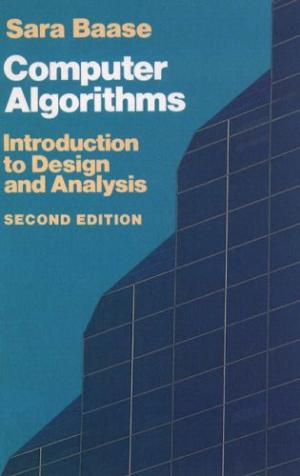 Sara Baase
Computer
Algorithms
Introduction
to Design
and Analysis
SECOND EDITION